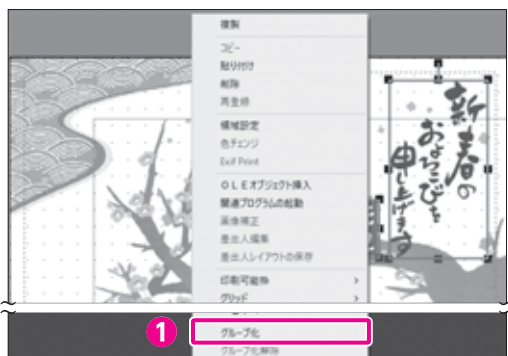 複製
コピー
貼り付け
削除
再登録
領域設定
色チェンジ
Exif Print
OLEオブジェクト挿入
関連プログラムの起動
画像補正
差出人編集
差出人レイアウトの保存
印刷可能枠
グリッド
1
グループ化
グループ化解除
新春の
およろこびを
申し上げます